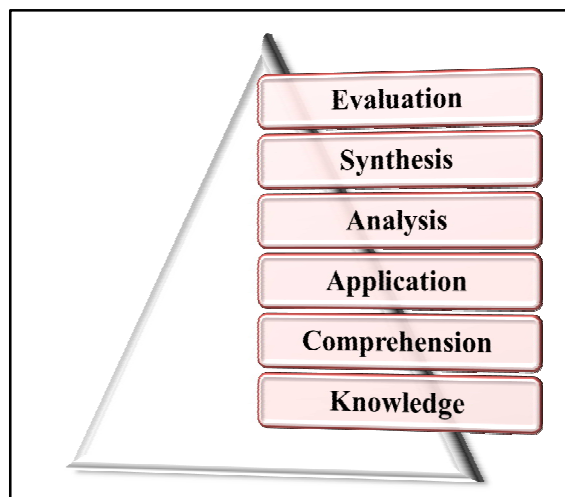 Evaluation
Synthesis
Analysis
Application
Comprehension
Knowledge